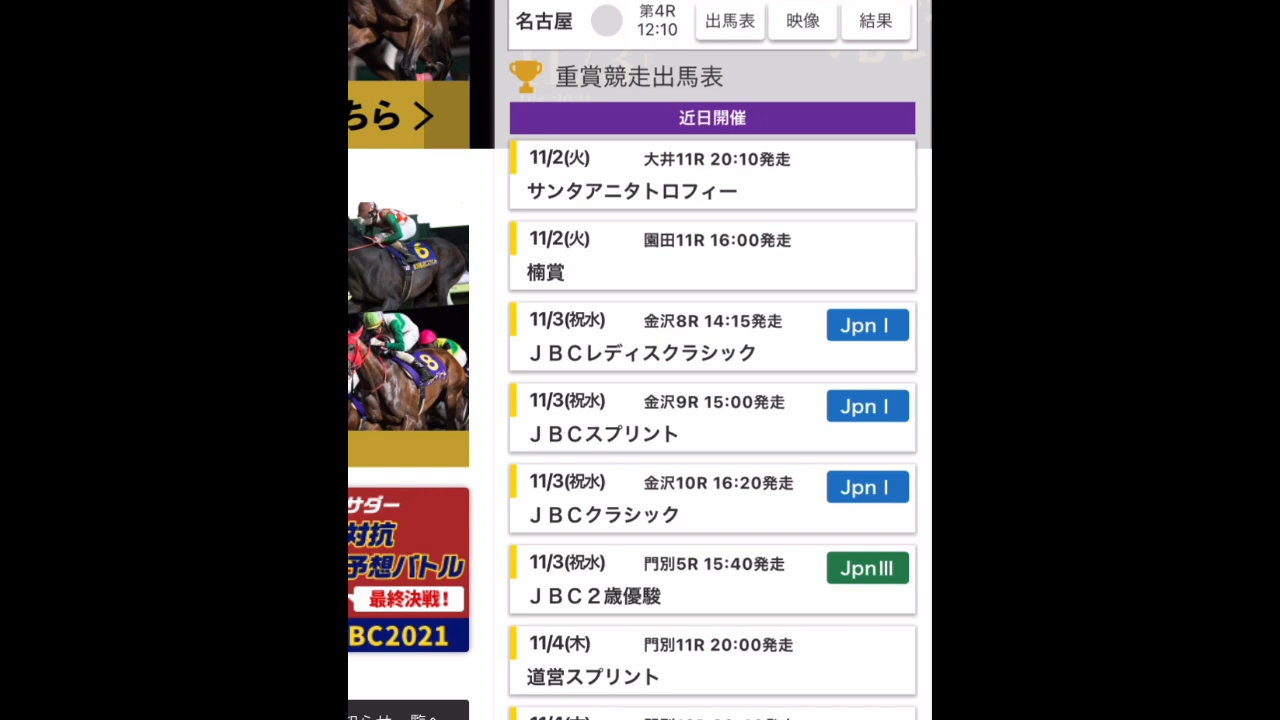 名古屋
第4R
12:10
出馬表
映像
結果
重賞競走出馬表
近日開催
11/2(火) 大井11R 20:10発走
サンタアニタトロフィー
11/2(火) 園田11R 16:00発走
楠賞
11/3(祝水) 金沢8R 14:15発走 JpnⅠ
ＪＢＣレディスクラシック
11/3(祝水) 金沢9R 15:00発走 JpnⅠ
ＪＢＣスプリント
11/3(祝水) 金沢10R 16:20発走 JpnⅠ
ＪＢＣクラシック
11/3(祝水) 門別5R 15:40発走 JpnⅢ
ＪＢＣ２歳優駿
11/4(木) 門別11R 20:00発走
道営スプリント
ちら >
6
8
サダー
対抗
予想バトル
最終決戦!
BC2021